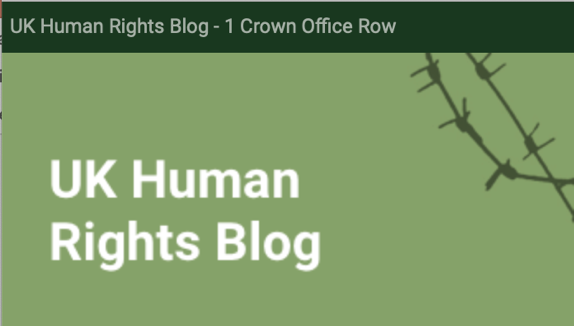 UK Human Rights Blog - 1 Crown Office Row
UK Human
Rights Blog